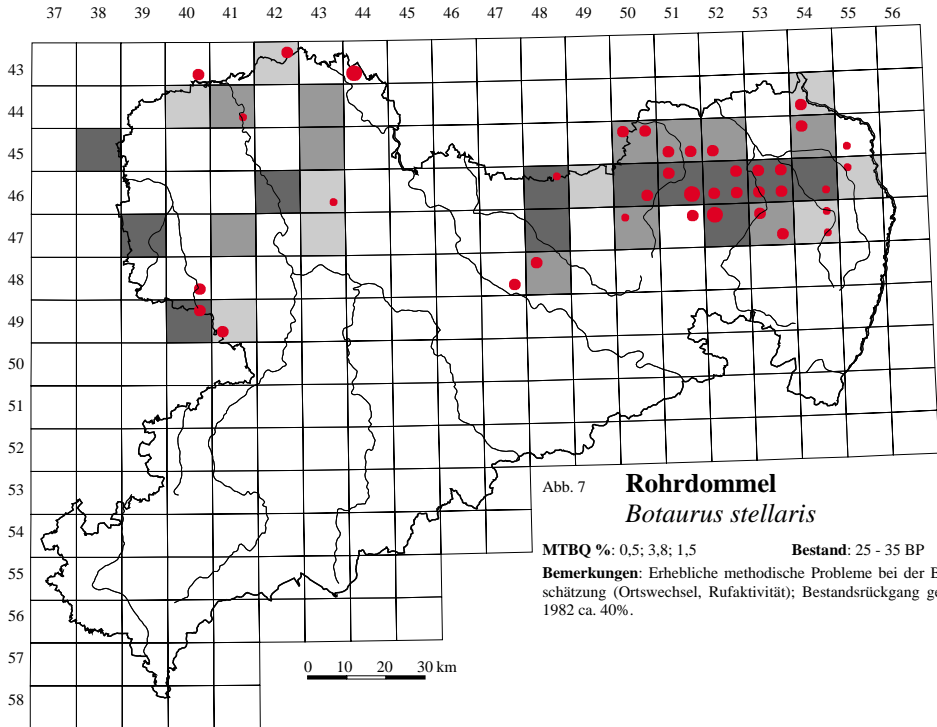 37 38 39 40 41 42 43 44 45 46 47 48 49 50 51 52 53 54 55 56
43
44
45
46
47
48
49
50
51
52
53
54
55
56
57
58
Abb. 7 Rohrdommel
Botaurus stellaris
MTBQ %: 0,5; 3,8; 1,5 Bestand: 25 - 35 BP
Bemerkungen: Erhebliche methodische Probleme bei der B
schätzung (Ortswechsel, Rufaktivität); Bestandsrückgang ge
1982 ca. 40%.
0 10 20 30 km